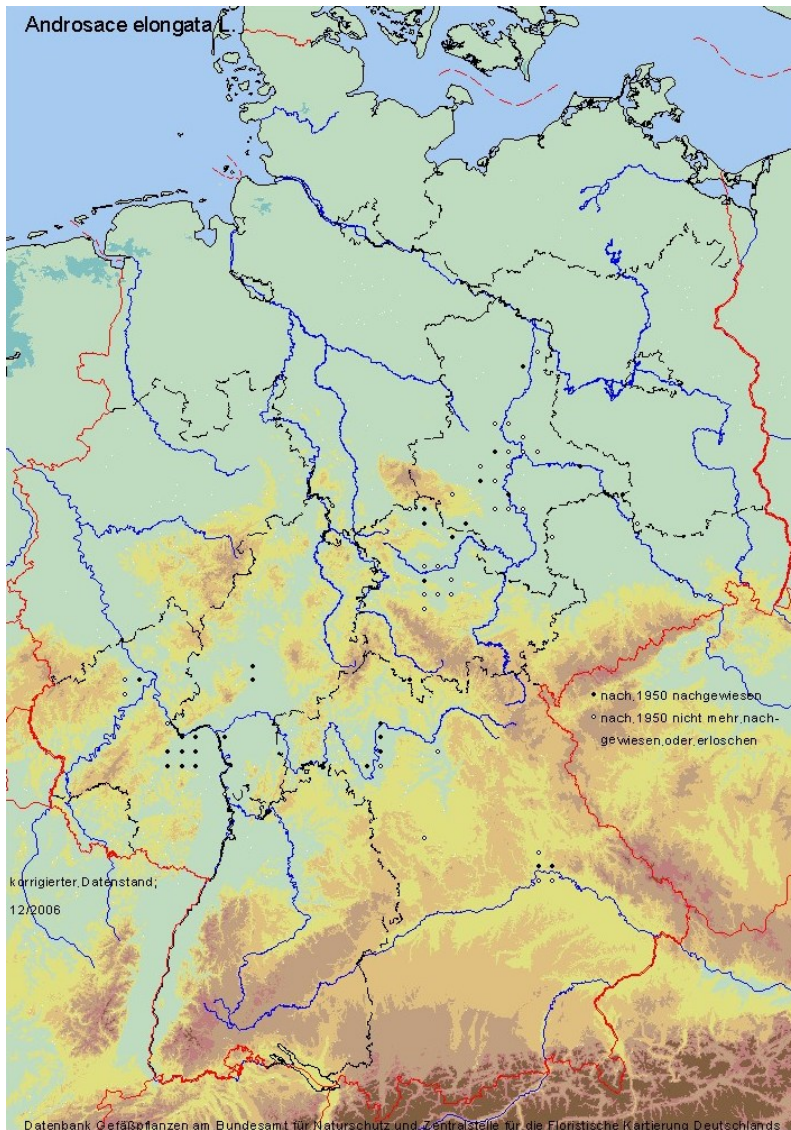 Androsace elongata L.
nach 1950 nachgewiesen
nach 1950 nicht mehr nach-
gewiesen oder erloschen
korrigierter Datenstand;
12/2006
Datenbank Gefäßpflanzen am Bundesamt für Naturschutz und Zentralstelle für die Floristische Kartierung Deutschlands